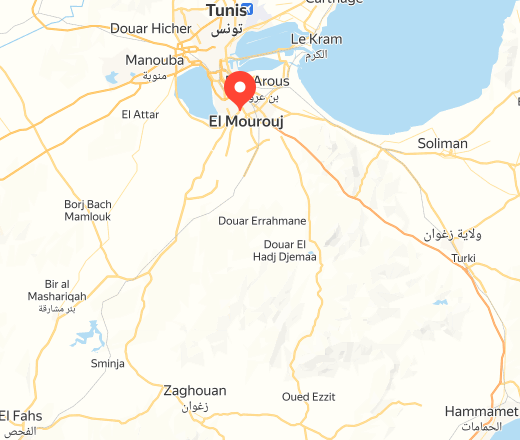 Carthage
Tunis
تونس
Douar Hicher
Le Kram
الكرم
Manouba
منوبة
Arous
بن عرو
El Attar
El Mourouj
Soliman
Borj Bach
Mamlouk
Douar Errahmane
ولاية زغوان
Douar El
Hadj Djemaa
Turki
Bir al
Mashariqah
بئر مشارقة
Sminja
Zaghouan
زغوان
Oued Ezzit
El Fahs
الفحص
Hammamet
الحمامات